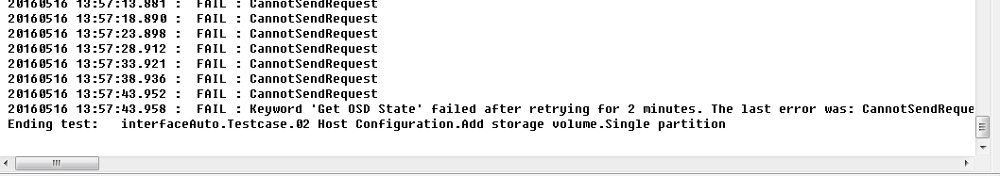 20160516 13:57:13.881 :  FAIL : CannotSendRequest
20160516 13:57:18.890 :  FAIL : CannotSendRequest
20160516 13:57:23.898 :  FAIL : CannotSendRequest
20160516 13:57:28.912 :  FAIL : CannotSendRequest
20160516 13:57:33.921 :  FAIL : CannotSendRequest
20160516 13:57:38.936 :  FAIL : CannotSendRequest
20160516 13:57:43.952 :  FAIL : CannotSendRequest
20160516 13:57:43.958 :  FAIL : Keyword 'Get OSD State' failed after retrying for 2 minutes. The last error was: CannotSendReque
Ending test:   interfaceAuto.Testcase.02 Host Configuration.Add storage volume.Single partition